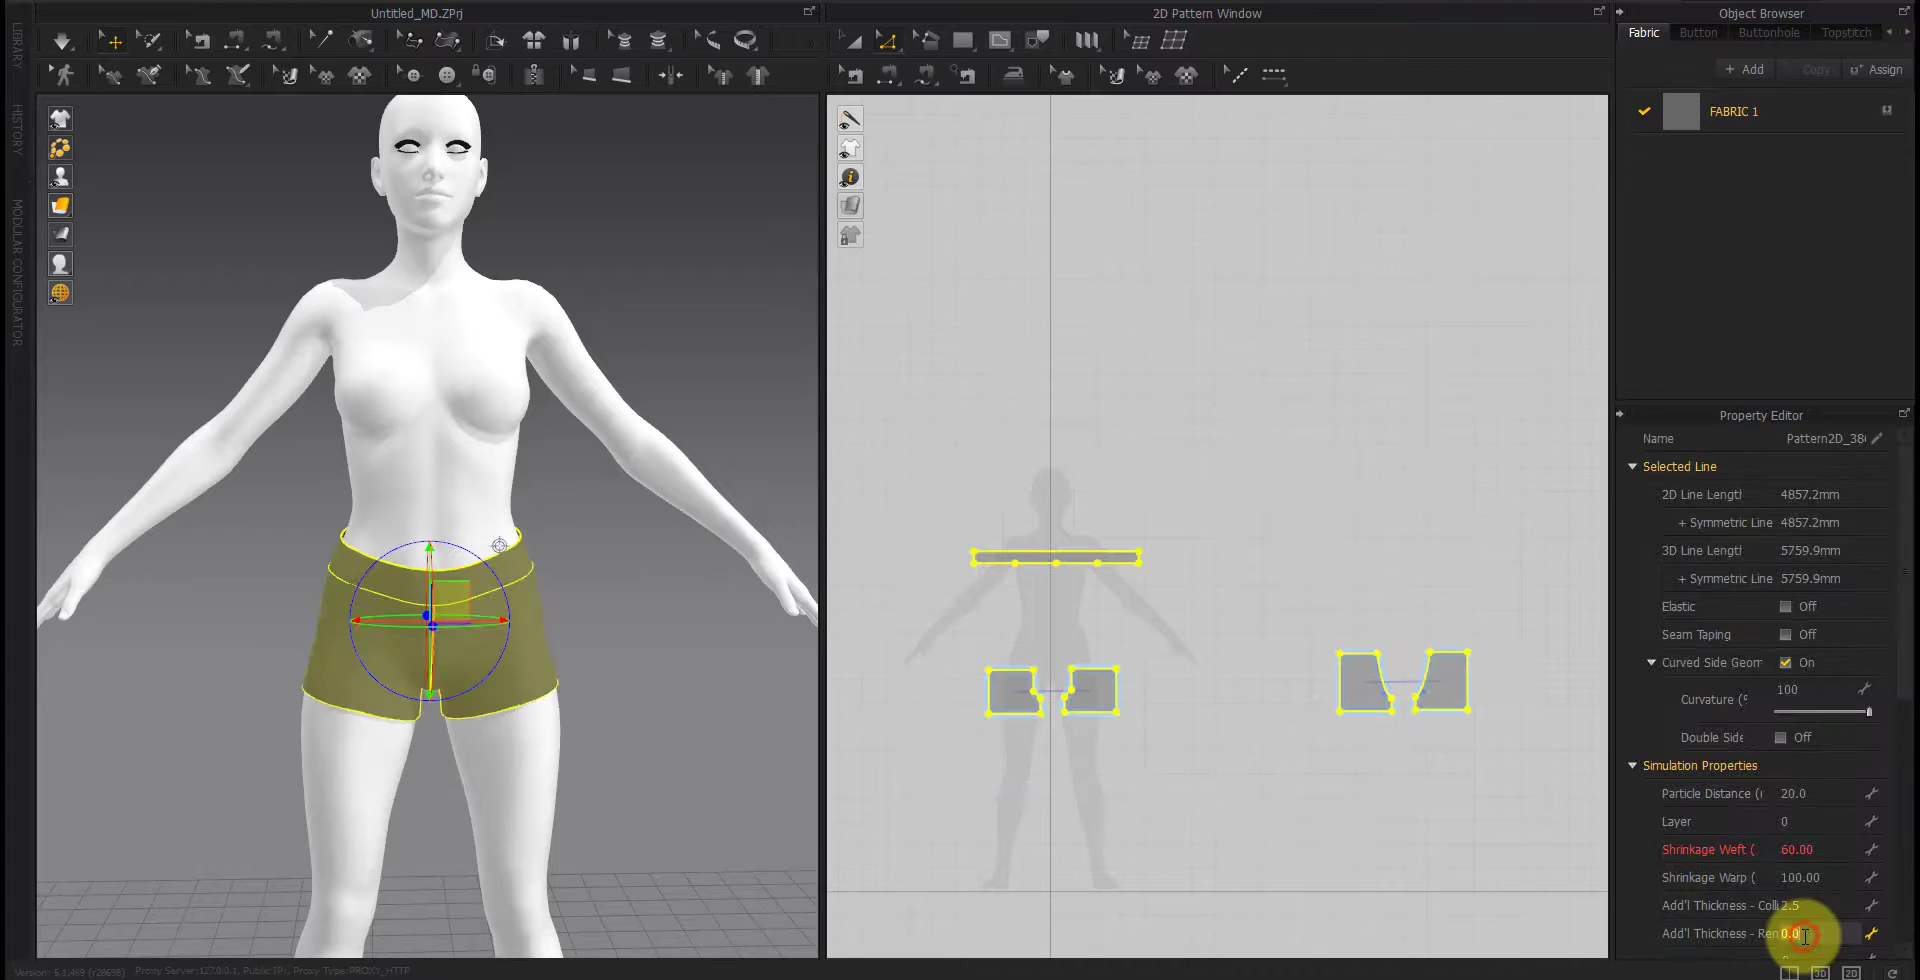 Untitled_MD.ZPrj
2D Pattern Window
Object Browser
LIBRARY
HISTORY
MODULAR CONFIGURATOR
Fabric Button Buttonhole Topstitch
+ Add Copy Assign
FABRIC 1
Property Editor
Name Pattern2D_38
Selected Line
2D Line Length 4857.2mm
+ Symmetric Line 4857.2mm
3D Line Length 5759.9mm
+ Symmetric Line 5759.9mm
Elastic Off
Seam Taping Off
Curved Side Geom On
Curvature (% 100
Double Side Off
Simulation Properties
Particle Distance ( 20.0
Layer 0
Shrinkage Weft ( 60.00
Shrinkage Warp ( 100.00
Add'l Thickness - Colli 2.5
Add'l Thickness - Ren 0.0
Version: 5.1.469 (r28698) Proxy Server:127.0.0.1, Public IP:, Proxy Type:PROXY_HTTP
3D 2D